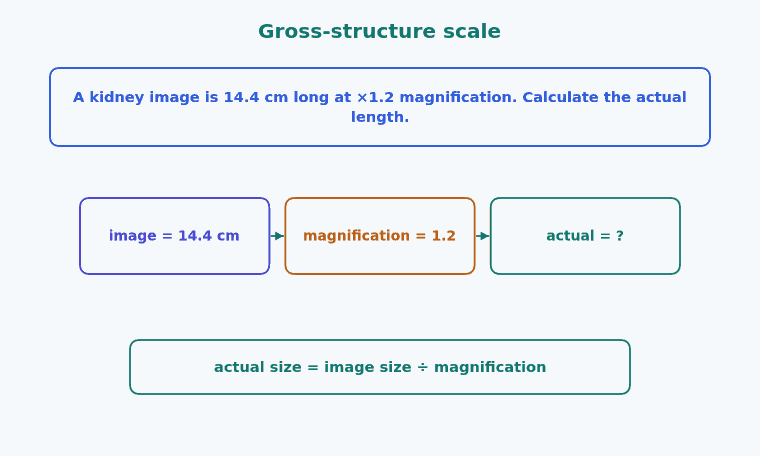 Gross-structure scale
A kidney image is 14.4 cm long at ×1.2 magnification. Calculate the actual
length.
image = 14.4 cm
magnification = 1.2
actual = ?
actual size = image size ÷ magnification